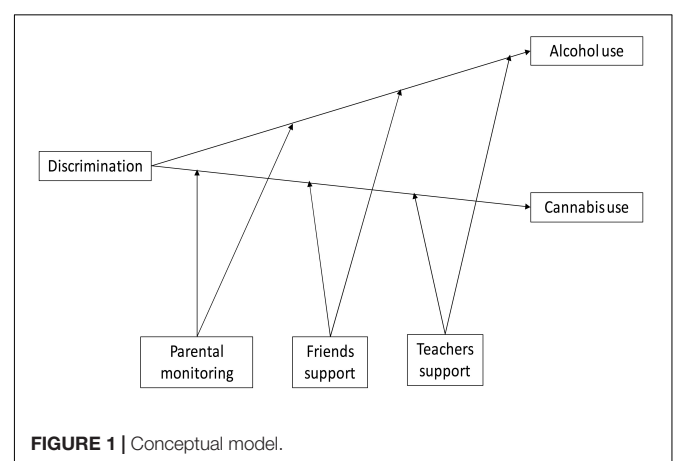 Alcohol use
Discrimination
Cannabis use
Parental
monitoring
Friends
support
Teachers
support
FIGURE 1 | Conceptual model.